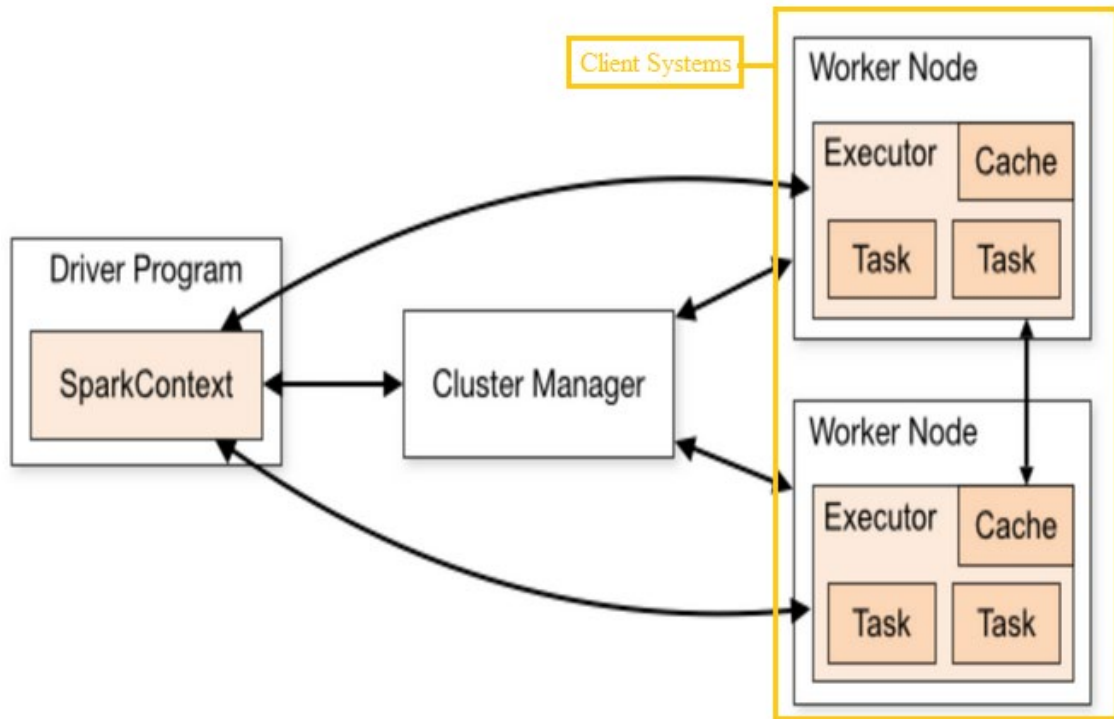 Client Systems
Worker Node
Executor
Cache
Task
Task
Driver Program
SparkContext
Cluster Manager
Worker Node
Executor
Cache
Task
Task